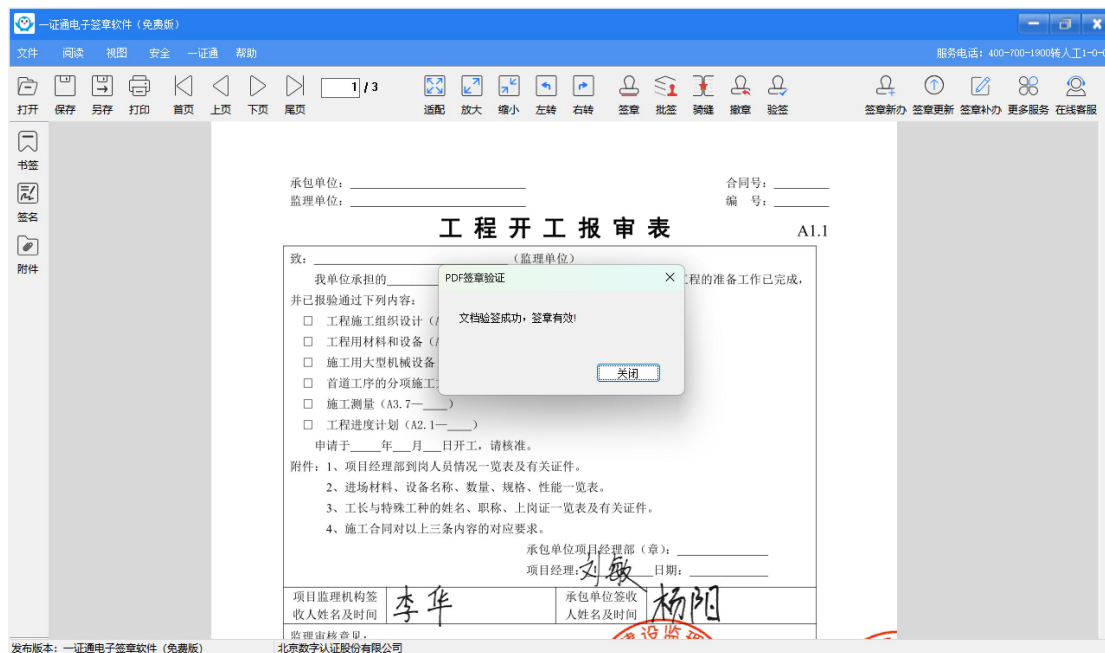 一证通电子签章软件（免费版）
文件 阅读 视图 安全 一证通 帮助 服务电话：400-700-1900转人工1-0-0
1 / 3
打开 保存 另存 打印 首页 上页 下页 尾页 适配 放大 缩小 左转 右转 签章 批签 骑缝 撤章 验签 签章新办 签章更新 签章补办 更多服务 在线客服
书签
签名
附件
承包单位： 合同号：
监理单位： 编 号：
工程开工报审表 A1.1
致： （监理单位）
我单位承担的 工程的准备工作已完成，
并已报验通过下列内容：
□ 工程施工组织设计（A
□ 工程用材料和设备（A
□ 施工用大型机械设备
□ 首道工序的分项施工
□ 施工测量（A3.7—____）
□ 工程进度计划（A2.1—____）
申请于_____年___月___日开工，请核准。
附件：1、项目经理部到岗人员情况一览表及有关证件。
2、进场材料、设备名称、数量、规格、性能一览表。
3、工长与特殊工种的姓名、职称、上岗证一览表及有关证件。
4、施工合同对以上三条内容的对应要求。
承包单位项目经理部（章）：
项目经理：刘敏 日期：
项目监理机构签收人姓名及时间 李华 承包单位签收人姓名及时间 杨阳
监理审核意见：
建设监理
PDF签章验证
文档验签成功，签章有效!
关闭
发布版本：一证通电子签章软件（免费版） 北京数字认证股份有限公司